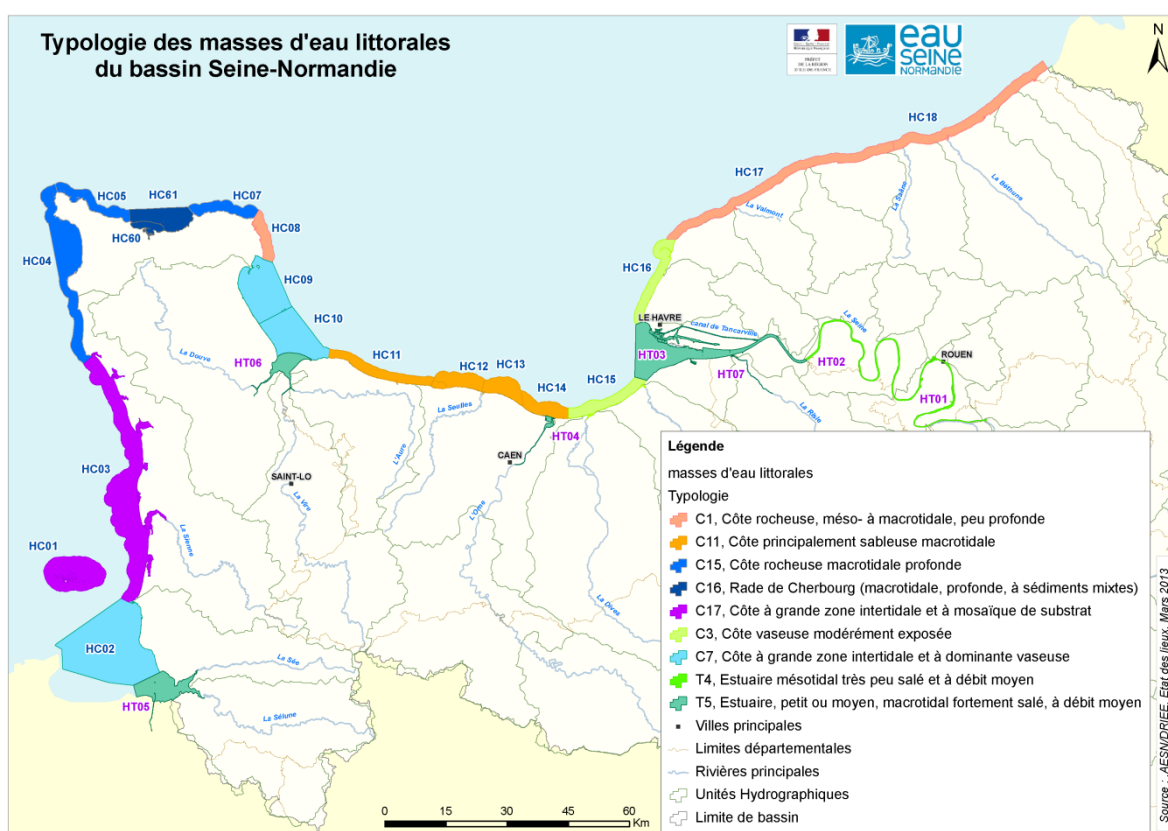 Typologie des masses d'eau littorales
du bassin Seine-Normandie
PRÉFET
DE LA RÉGION
D'ILE-DE-FRANCE
eau
SEINE
NORMANDIE
N
HC18
HC17
La Saâne
La Béthune
La Valmont
HC05
HC61
HC07
HC60
HC08
HC04
HC09
HC16
HC10
LE HAVRE
canal de Tancarville
La Seine
La Douve
HT06
HC11
HC12
HC13
HC14
HC15
HT03
HT07
HT02
ROUEN
HT01
La Risle
La Seulles
L'Aure
HT04
CAEN
SAINT-LO
La Vire
L'Orne
La Dives
HC03
La Sienne
HC01
HC02
La Sée
HT05
La Sélune
Légende
masses d'eau littorales
Typologie
C1, Côte rocheuse, méso- à macrotidale, peu profonde
C11, Côte principalement sableuse macrotidale
C15, Côte rocheuse macrotidale profonde
C16, Rade de Cherbourg (macrotidale, profonde, à sédiments mixtes)
C17, Côte à grande zone intertidale et à mosaïque de substrat
C3, Côte vaseuse modérément exposée
C7, Côte à grande zone intertidale et à dominante vaseuse
T4, Estuaire mésotidal très peu salé et à débit moyen
T5, Estuaire, petit ou moyen, macrotidal fortement salé, à débit moyen
Villes principales
Limites départementales
Rivières principales
Unités Hydrographiques
Limite de bassin
0 15 30 45 60
Km
Source : AESN/DRIEE, Etat des lieux, Mars 2013